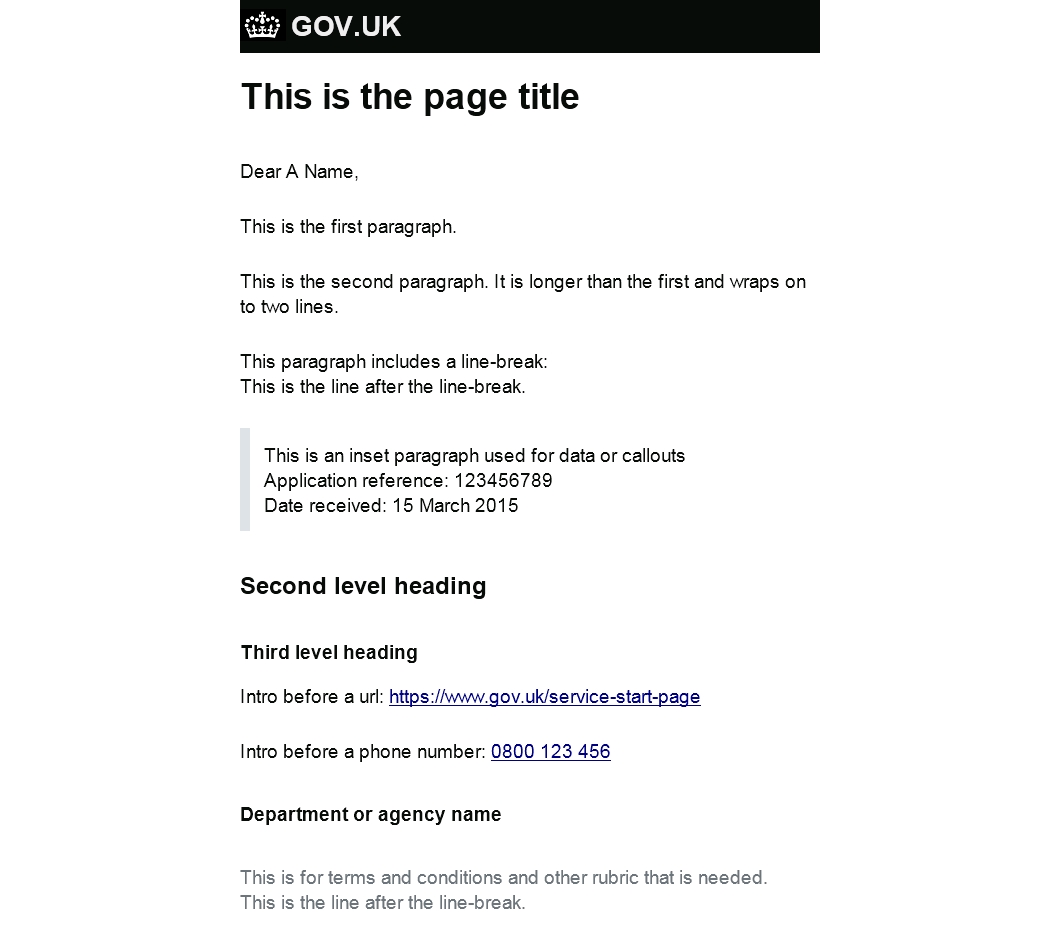 GOV.UK
This is the page title
Dear A Name,
This is the first paragraph.
This is the second paragraph. It is longer than the first and wraps on
to two lines.
This paragraph includes a line-break:
This is the line after the line-break.
This is an inset paragraph used for data or callouts
Application reference: 123456789
Date received: 15 March 2015
Second level heading
Third level heading
Intro before a url: https://www.gov.uk/service-start-page
Intro before a phone number: 0800 123 456
Department or agency name
This is for terms and conditions and other rubric that is needed.
This is the line after the line-break.